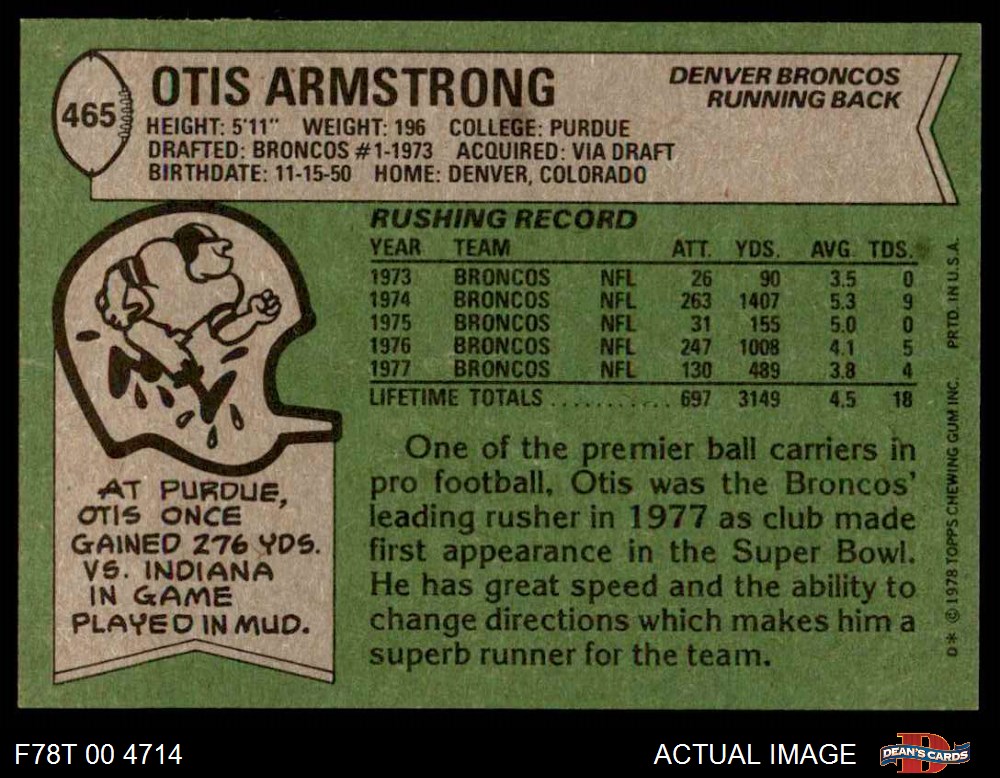 465
OTIS ARMSTRONG
DENVER BRONCOS
RUNNING BACK
HEIGHT: 5'11" WEIGHT: 196 COLLEGE: PURDUE
DRAFTED: BRONCOS #1-1973 ACQUIRED: VIA DRAFT
BIRTHDATE: 11-15-50 HOME: DENVER, COLORADO
RUSHING RECORD
YEAR TEAM ATT. YDS. AVG. TDS.
1973 BRONCOS NFL 26 90 3.5 0
1974 BRONCOS NFL 263 1407 5.3 9
1975 BRONCOS NFL 31 155 5.0 0
1976 BRONCOS NFL 247 1008 4.1 5
1977 BRONCOS NFL 130 489 3.8 4
LIFETIME TOTALS ............ 697 3149 4.5 18
AT PURDUE,
OTIS ONCE
GAINED 276 YDS.
VS. INDIANA
IN GAME
PLAYED IN MUD.
One of the premier ball carriers in
pro football, Otis was the Broncos'
leading rusher in 1977 as club made
first appearance in the Super Bowl.
He has great speed and the ability to
change directions which makes him a
superb runner for the team.
D* ©1978 TOPPS CHEWING GUM INC. PRTD. IN U.S.A.
F78T 00 4714
ACTUAL IMAGE
D
DEAN'S CARDS